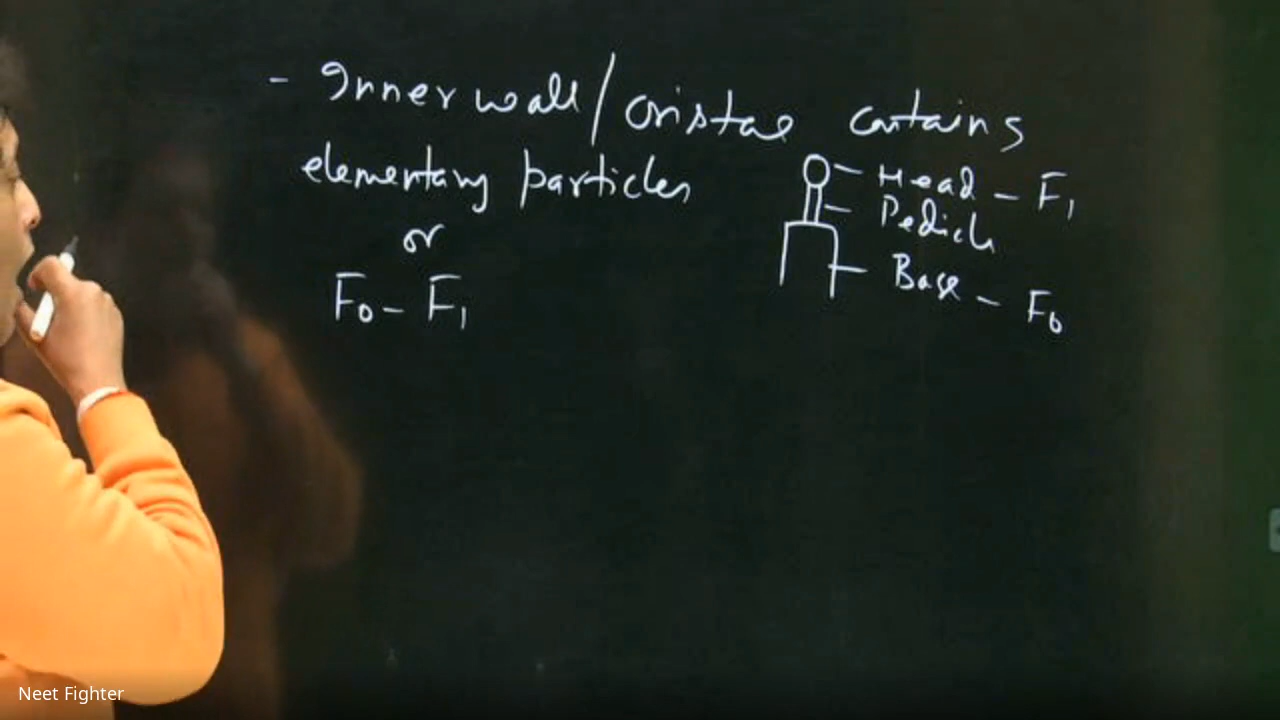 - Inner wall/cristae contains
elementary particles
or
F₀ - F₁
Head - F₁
Pedicle
Base - F₀
Neet Fighter